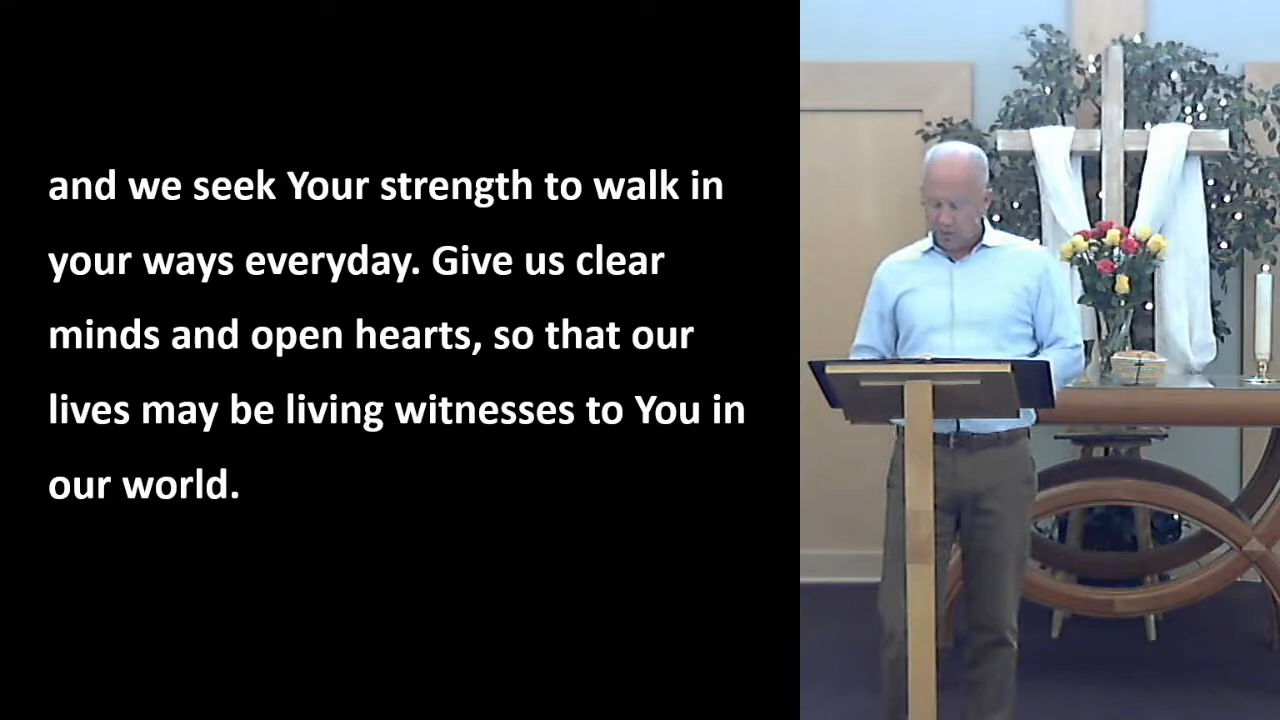 and we seek Your strength to walk in
your ways everyday. Give us clear
minds and open hearts, so that our
lives may be living witnesses to You in
our world.